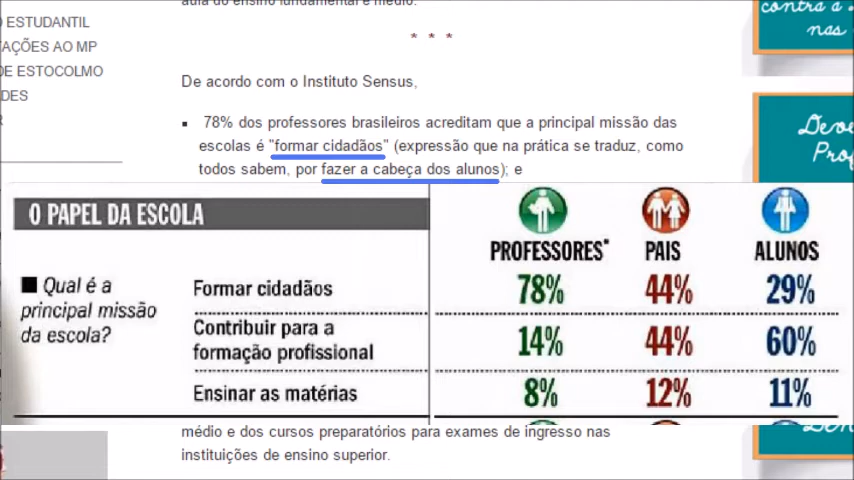 aula do ensino fundamental e médio.
contra a
nas
ESTUDANTIL
AO MP
DE ESTOCOLMO
* * *
De acordo com o Instituto Sensus,
▪ 78% dos professores brasileiros acreditam que a principal missão das
escolas é "formar cidadãos" (expressão que na prática se traduz, como
todos sabem, por fazer a cabeça dos alunos); e
O PAPEL DA ESCOLA
PROFESSORES* PAIS ALUNOS
■ Qual é a
principal missão
da escola?
Formar cidadãos 78% 44% 29%
Contribuir para a
formação profissional 14% 44% 60%
Ensinar as matérias 8% 12% 11%
médio e dos cursos preparatórios para exames de ingresso nas
instituições de ensino superior.